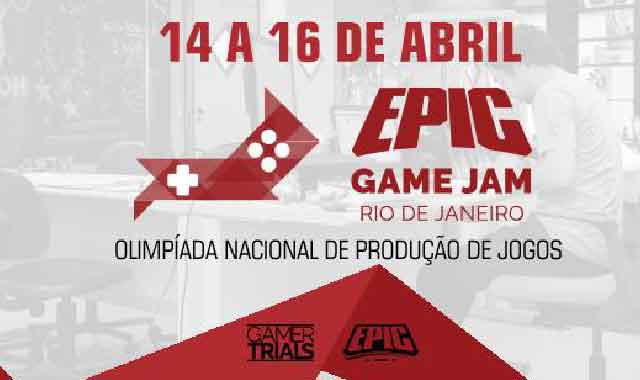 14 A 16 DE ABRIL
EPIC
GAME JAM
RIO DE JANEIRO
OLIMPÍADA NACIONAL DE PRODUÇÃO DE JOGOS
GAMER
TRIALS
EPIC